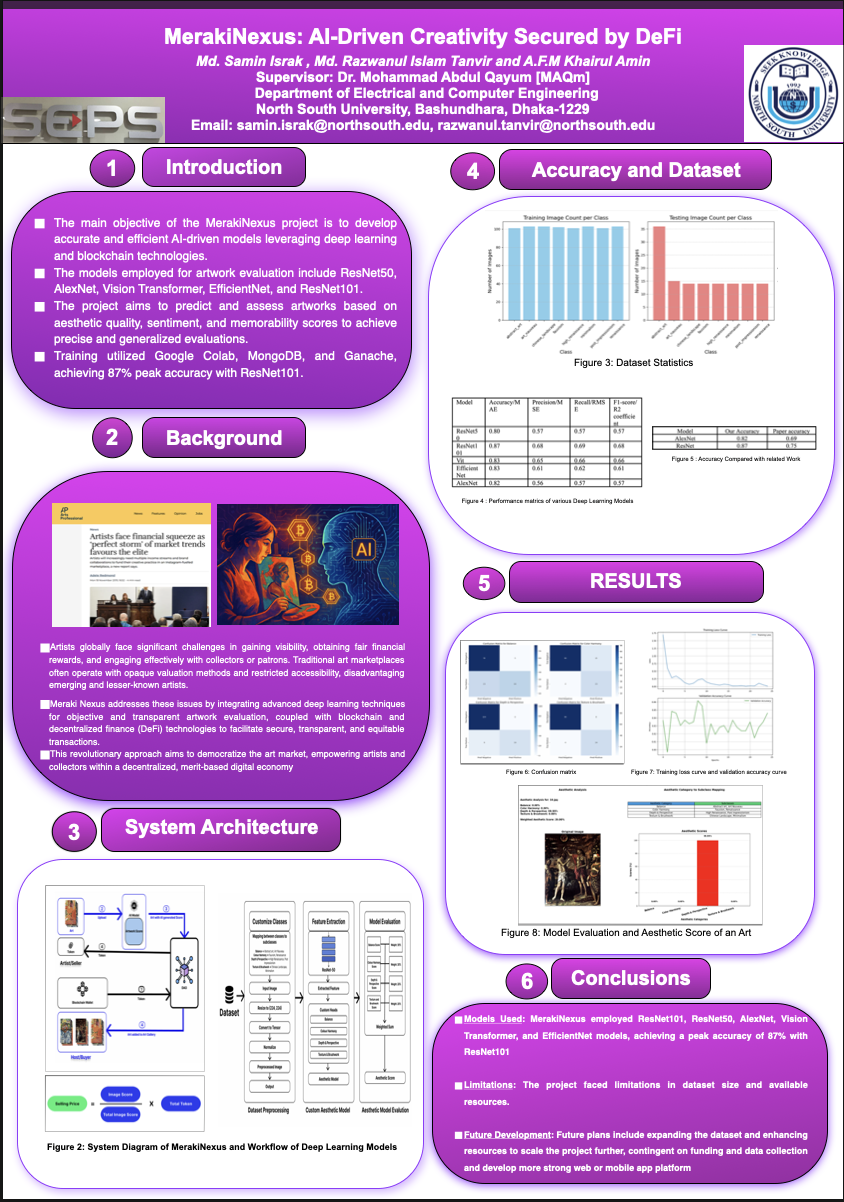 MerakiNexus: AI-Driven Creativity Secured by DeFi
Md. Samin Israk , Md. Razwanul Islam Tanvir and A.F.M Khairul Amin
Supervisor: Dr. Mohammad Abdul Qayum [MAQm]
Department of Electrical and Computer Engineering
North South University, Bashundhara, Dhaka-1229
Email: samin.israk@northsouth.edu, razwanul.tanvir@northsouth.edu
SEPS
SEEK KNOWLEDGE
1992
NORTH SOUTH UNIVERSITY
1 Introduction
The main objective of the MerakiNexus project is to develop
accurate and efficient AI-driven models leveraging deep learning
and blockchain technologies.
The models employed for artwork evaluation include ResNet50,
AlexNet, Vision Transformer, EfficientNet, and ResNet101.
The project aims to predict and assess artworks based on
aesthetic quality, sentiment, and memorability scores to achieve
precise and generalized evaluations.
Training utilized Google Colab, MongoDB, and Ganache,
achieving 87% peak accuracy with ResNet101.
2 Background
Artists face financial squeeze as
'perfect storm' of market trends
favours the elite
AI
Artists globally face significant challenges in gaining visibility, obtaining fair financial
rewards, and engaging effectively with collectors or patrons. Traditional art marketplaces
often operate with opaque valuation methods and restricted accessibility, disadvantaging
emerging and lesser-known artists.
Meraki Nexus addresses these issues by integrating advanced deep learning techniques
for objective and transparent artwork evaluation, coupled with blockchain and
decentralized finance (DeFi) technologies to facilitate secure, transparent, and equitable
transactions.
This revolutionary approach aims to democratize the art market, empowering artists and
collectors within a decentralized, merit-based digital economy
3 System Architecture
Artist/Seller
Token
Blockchain Model
Host/Buyer
Selling Price = Image Score / Total Image Score X Total Token
Dataset
Customize Classes
Input Image
Convert to Tensor
Normalize
Preprocessed Image
Output
Dataset Preprocessing
Feature Extraction
ResNet-50
Extracted Feature
Custom Heads
Balance
Color Harmony
Depth & Perspective
Texture & Brushwork
Aesthetic Model
Custom Aesthetic Model
Model Evaluation
Weighted Sum
Aesthetic Score
Aesthetic Model Evalution
Figure 2: System Diagram of MerakiNexus and Workflow of Deep Learning Models
4 Accuracy and Dataset
Training Image Count per Class
Number of Images
Class
Testing Image Count per Class
Number of Images
Class
Figure 3: Dataset Statistics
Model Accuracy/MAE Precision/MSE Recall/RMSE F1-score/R2 coefficient
ResNet50 0.80 0.57 0.57 0.57
ResNet101 0.87 0.68 0.69 0.68
Vit 0.83 0.65 0.66 0.66
Efficient Net 0.83 0.61 0.62 0.61
AlexNet 0.82 0.56 0.57 0.57
Figure 4 : Performance matrics of various Deep Learning Models
Model Our Accuracy Paper accuracy
AlexNet 0.82 0.69
ResNet 0.87 0.75
Figure 5 : Accuracy Compared with related Work
5 RESULTS
Figure 6: Confusion matrix
Figure 7: Training loss curve and validation accuracy curve
Aesthetic Analysis
Original Image
Aesthetic Category to Subclass Mapping
Aesthetic Scores
Figure 8: Model Evaluation and Aesthetic Score of an Art
6 Conclusions
Models Used: MerakiNexus employed ResNet101, ResNet50, AlexNet, Vision
Transformer, and EfficientNet models, achieving a peak accuracy of 87% with
ResNet101
Limitations: The project faced limitations in dataset size and available
resources.
Future Development: Future plans include expanding the dataset and enhancing
resources to scale the project further, contingent on funding and data collection
and develop more strong web or mobile app platform